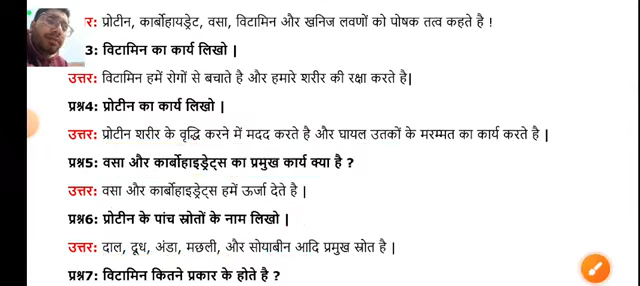 र: प्रोटीन, कार्बोहायड्रेट, वसा, विटामिन और खनिज लवणों को पोषक तत्व कहते है !
3: विटामिन का कार्य लिखो |
उत्तर: विटामिन हमें रोगों से बचाते है और हमारे शरीर की रक्षा करते है|
प्रश्न4: प्रोटीन का कार्य लिखो |
उत्तर: प्रोटीन शरीर के वृद्धि करने में मदद करते है और घायल उतकों के मरम्मत का कार्य करते है |
प्रश्न5: वसा और कार्बोहाइड्रेट्स का प्रमुख कार्य क्या है ?
उत्तर: वसा और कार्बोहाइड्रेट्स हमें ऊर्जा देते है |
प्रश्न6: प्रोटीन के पांच स्रोतों के नाम लिखो |
उत्तर: दाल, दूध, अंडा, मछली, और सोयाबीन आदि प्रमुख स्रोत है |
प्रश्न7: विटामिन कितने प्रकार के होते है ?